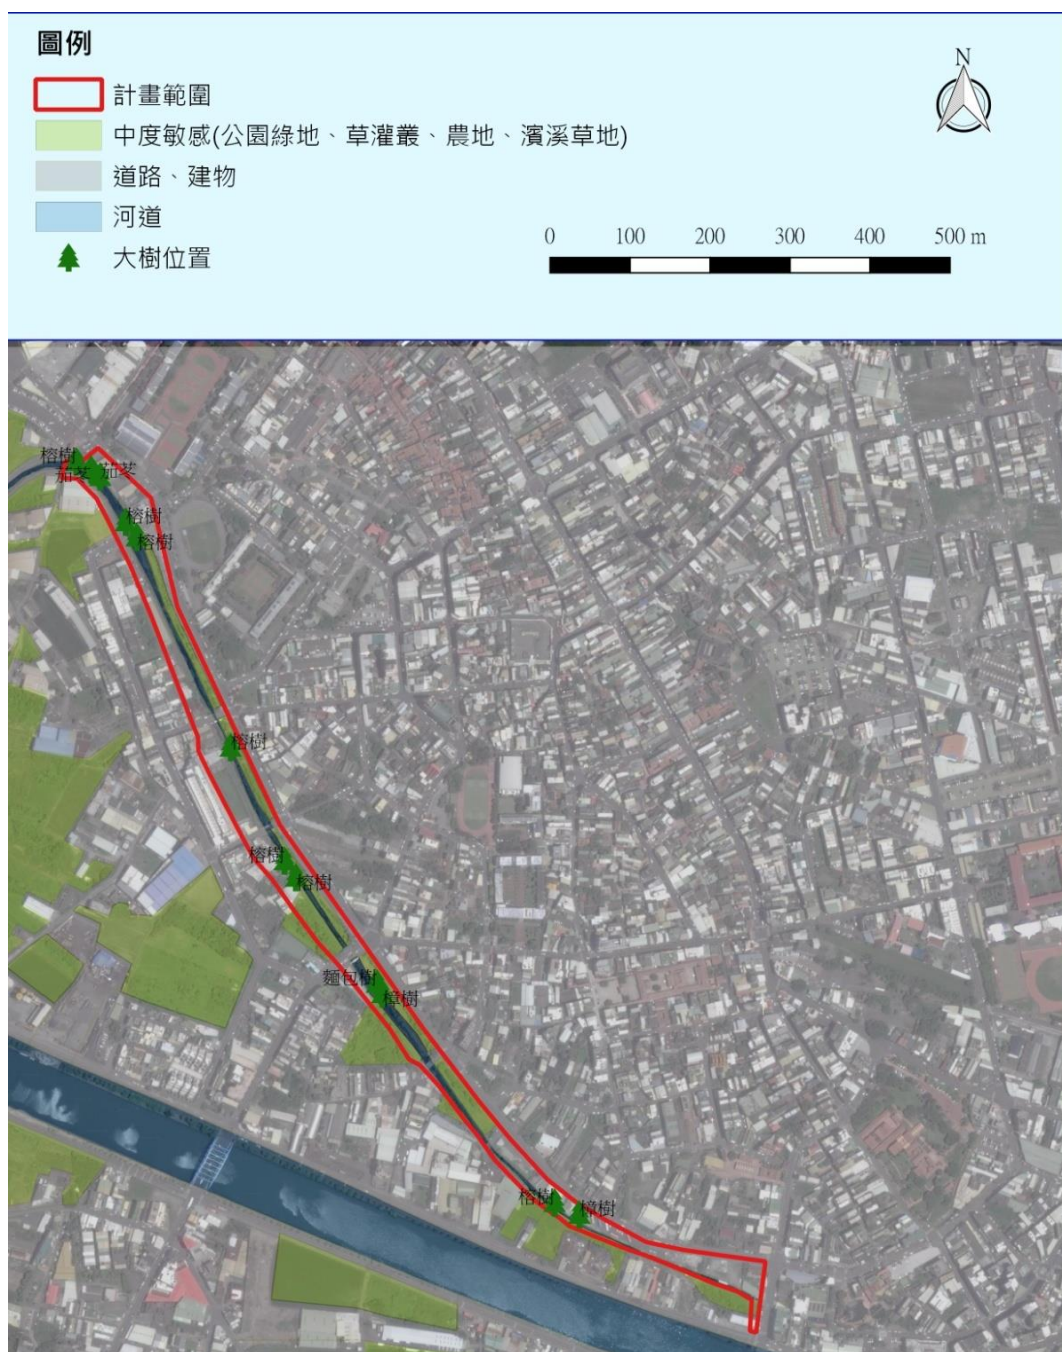 圖例
N
計畫範圍
中度敏感(公園綠地、草灌叢、農地、濱溪草地)
道路、建物
河道
大樹位置
0 100 200 300 400 500 m
榕樹
茄苳
茄苳
榕樹
榕樹
榕樹
榕樹
榕樹
麵包樹
樟樹
榕樹
樟樹